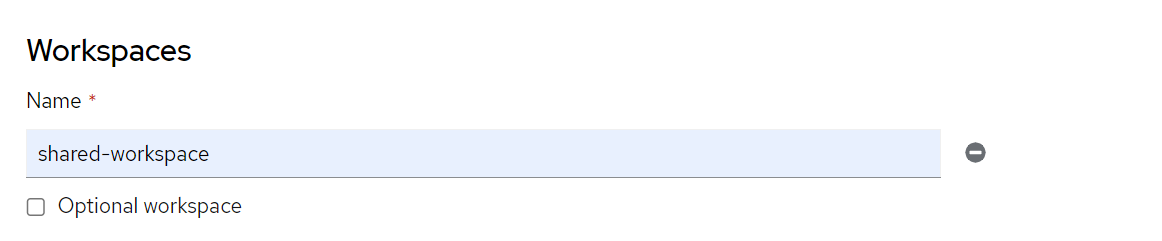 Workspaces
Name *
shared-workspace
Optional workspace